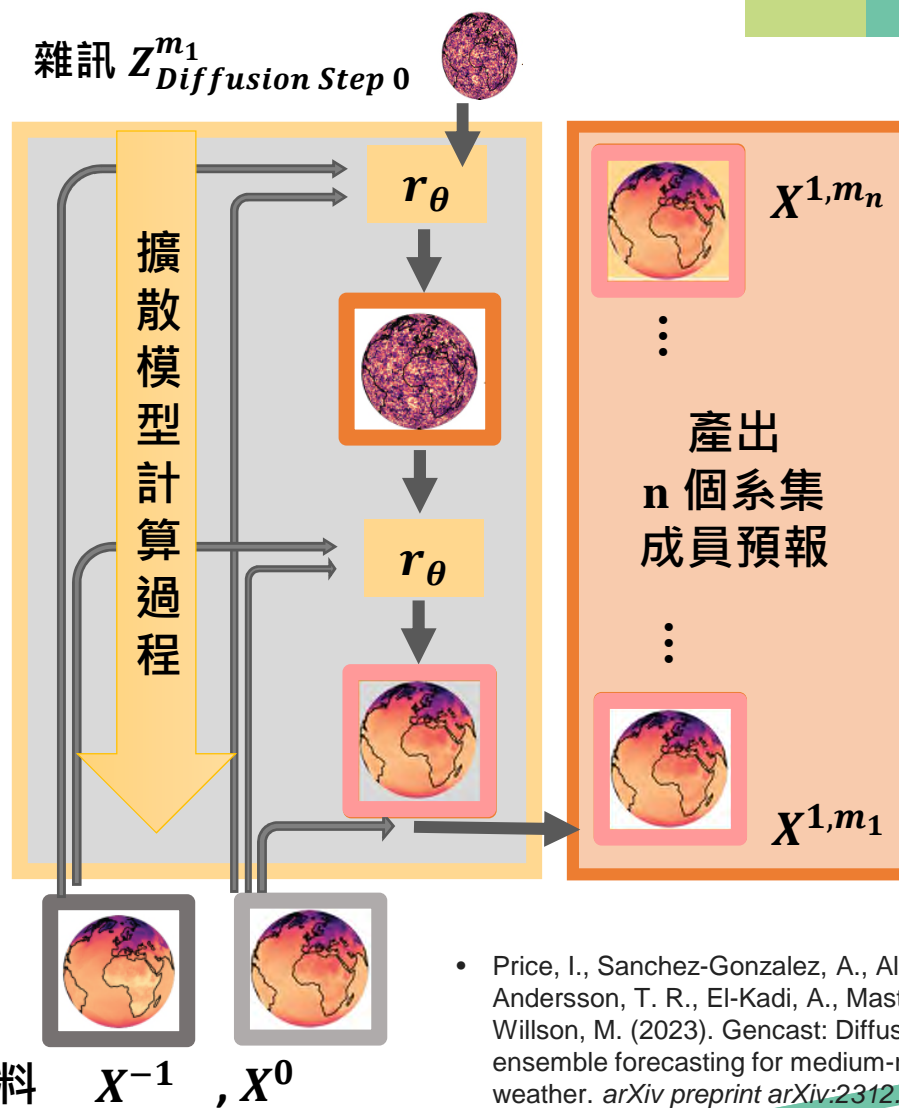 雜訊 Z^{m_1}_{Diffusion Step 0}
r_θ
擴散模型計算過程
r_θ
X^{1,m_n}
⋮
產出
n 個系集
成員預報
⋮
X^{1,m_1}
料 X^{-1} , X^0
• Price, I., Sanchez-Gonzalez, A., Al
Andersson, T. R., El-Kadi, A., Mast
Willson, M. (2023). Gencast: Diffus
ensemble forecasting for medium-r
weather. arXiv preprint arXiv:2312.